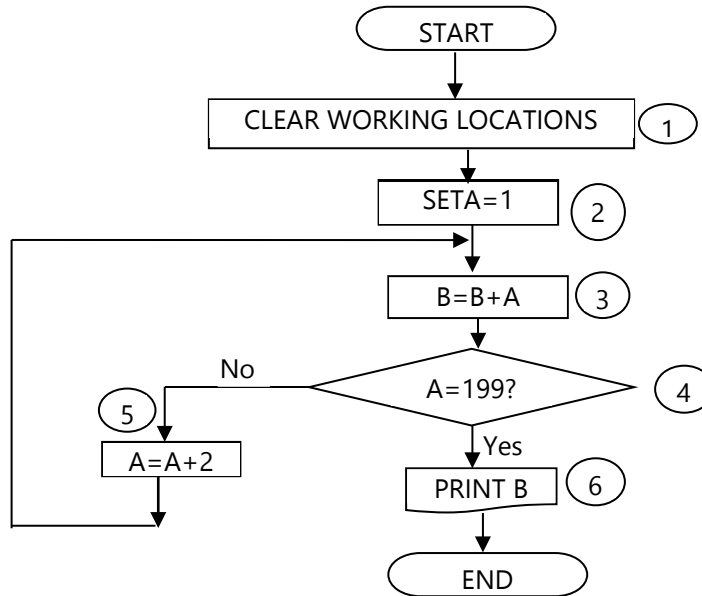 START
CLEAR WORKING LOCATIONS
1
SETA=1
2
B=B+A
3
No
A=199?
4
5
Yes
A=A+2
PRINT B
6
END